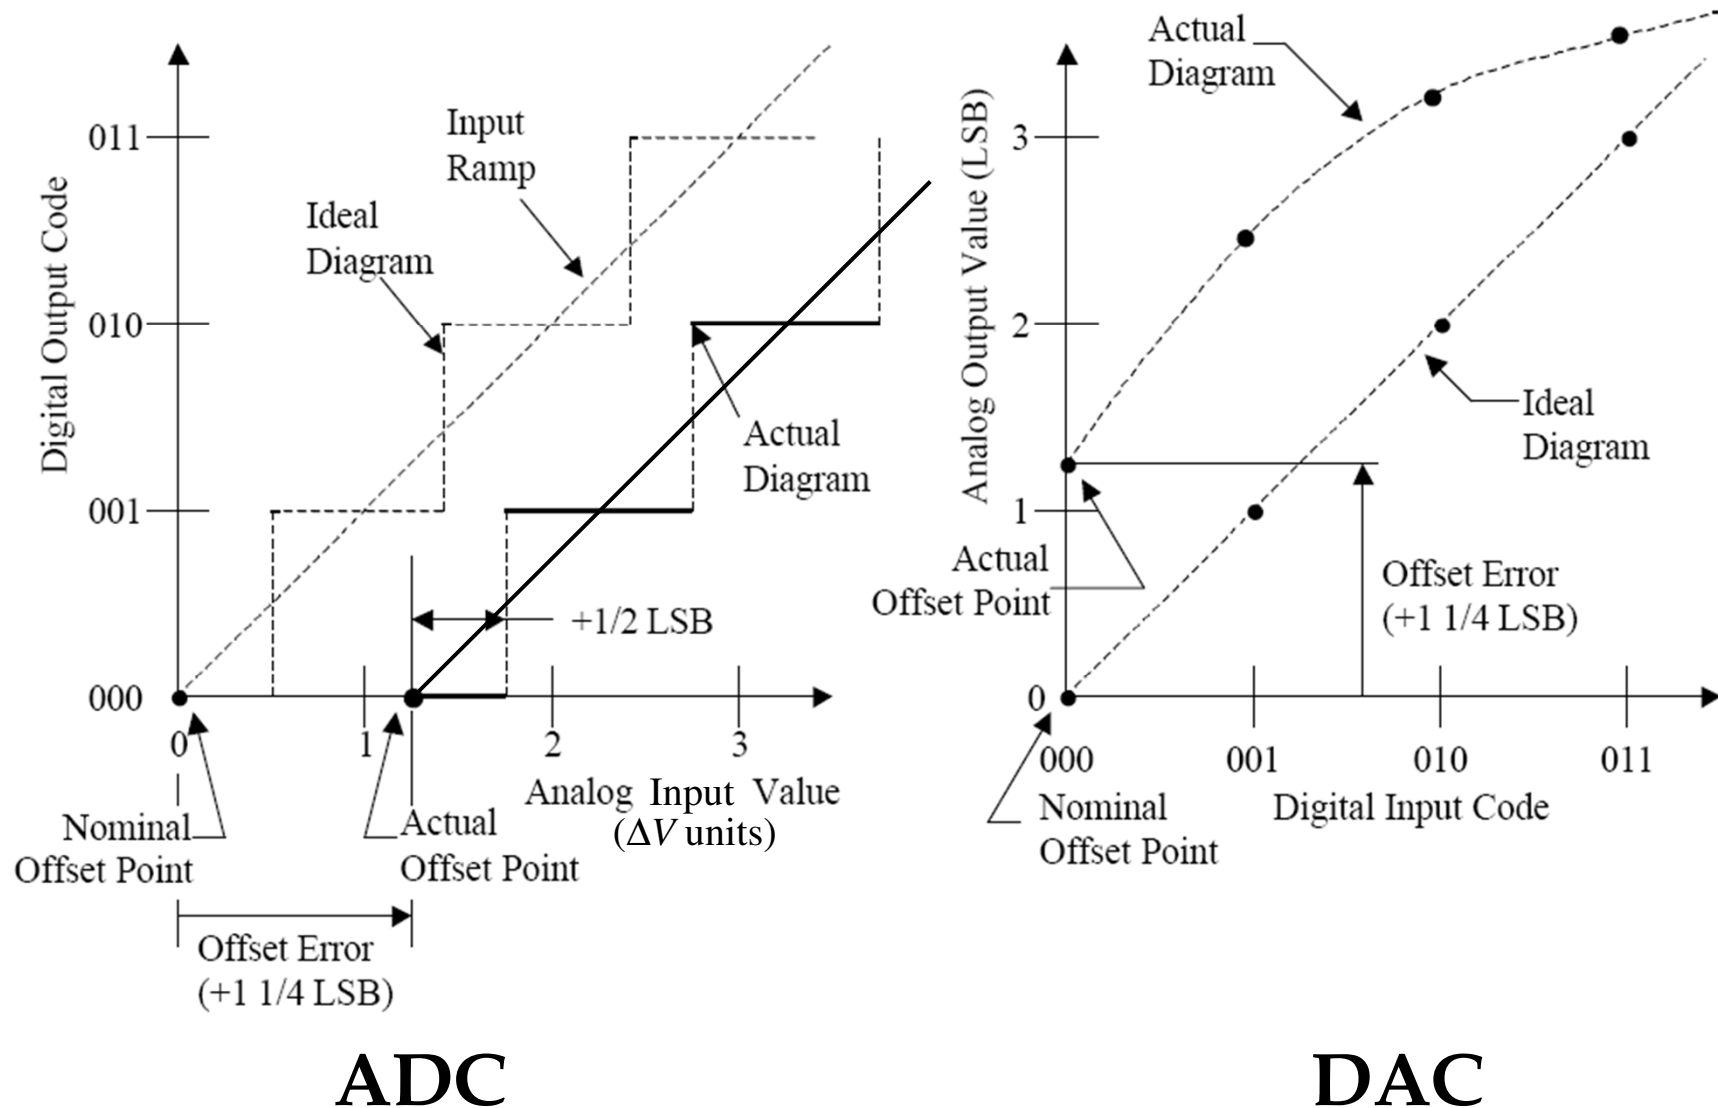 011
010
001
000
Digital Output Code
Input
Ramp
Ideal
Diagram
Actual
Diagram
+1/2 LSB
0
1
2
3
Analog Input Value
(ΔV units)
Nominal
Offset Point
Actual
Offset Point
Offset Error
(+1 1/4 LSB)
ADC
Actual
Diagram
Analog Output Value (LSB)
3
2
1
0
Ideal
Diagram
Actual
Offset Point
Offset Error
(+1 1/4 LSB)
000
001
010
011
Nominal
Offset Point
Digital Input Code
DAC